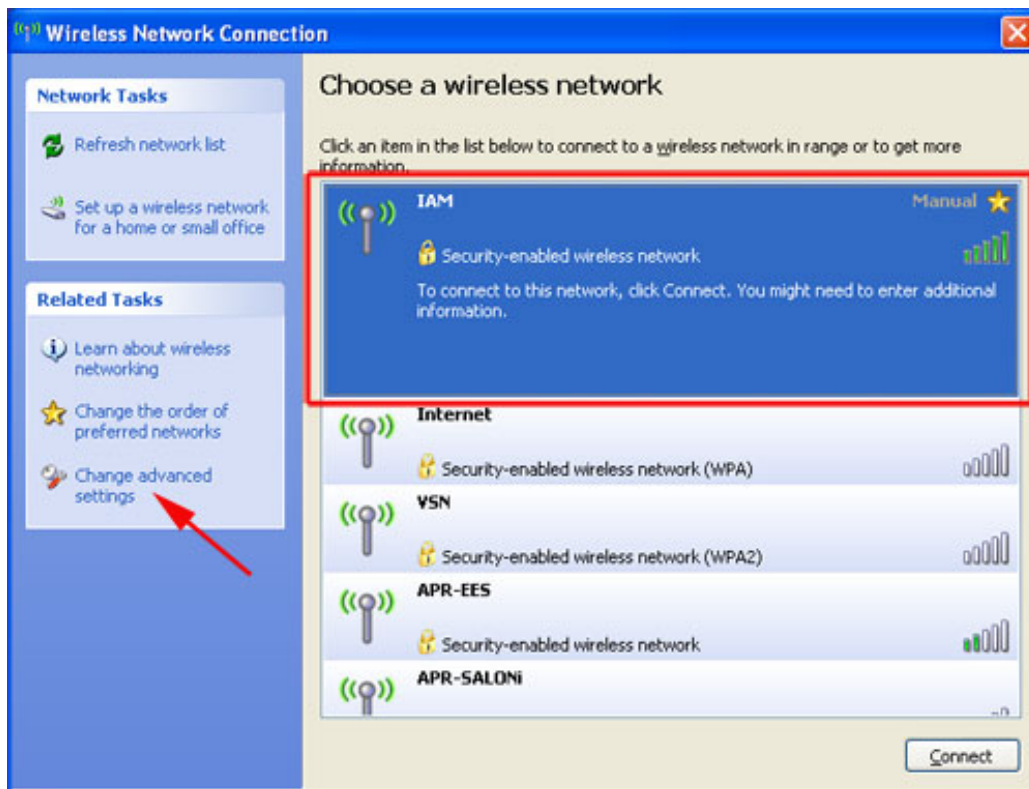 Wireless Network Connection
Network Tasks
Refresh network list
Set up a wireless network
for a home or small office
Related Tasks
Learn about wireless
networking
Change the order of
preferred networks
Change advanced
settings
Choose a wireless network
Click an item in the list below to connect to a wireless network in range or to get more
information.
IAM Manual
Security-enabled wireless network
To connect to this network, click Connect. You might need to enter additional
information.
Internet
Security-enabled wireless network (WPA)
VSN
Security-enabled wireless network (WPA2)
APR-EES
Security-enabled wireless network
APR-SALONi
Connect